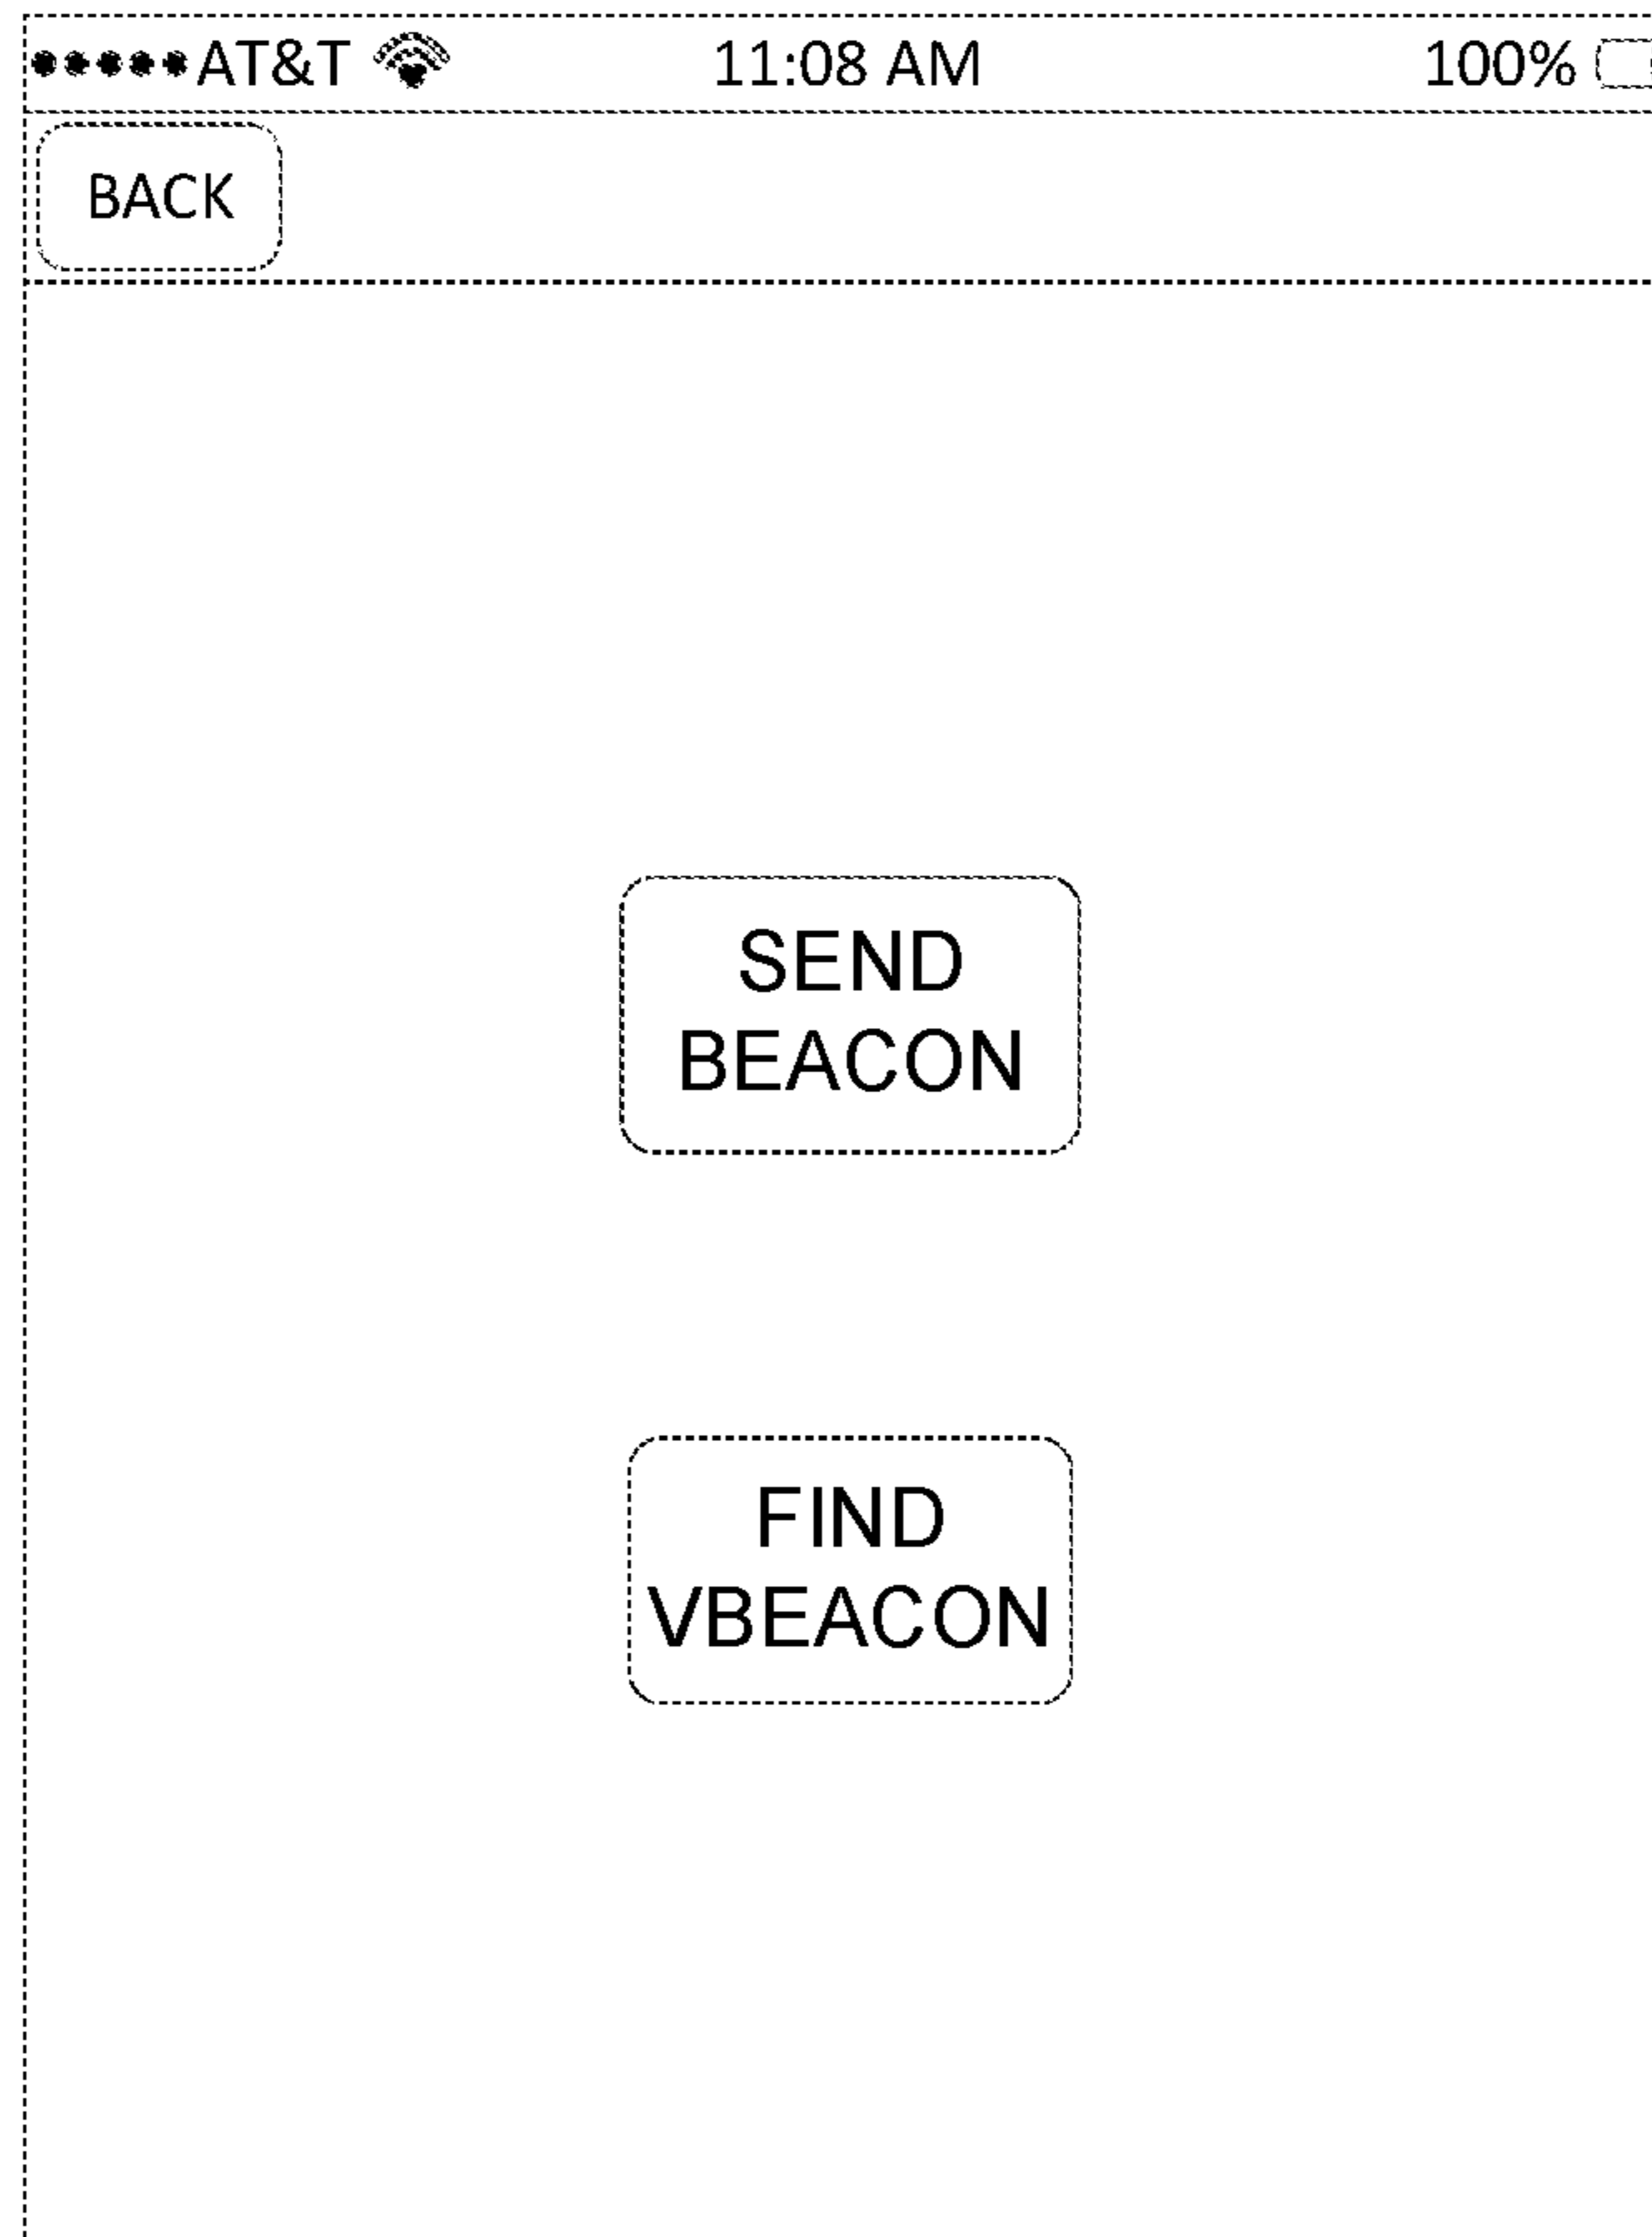 AT&T 11:08 AM 100%
BACK
SEND
BEACON
FIND
VBEACON